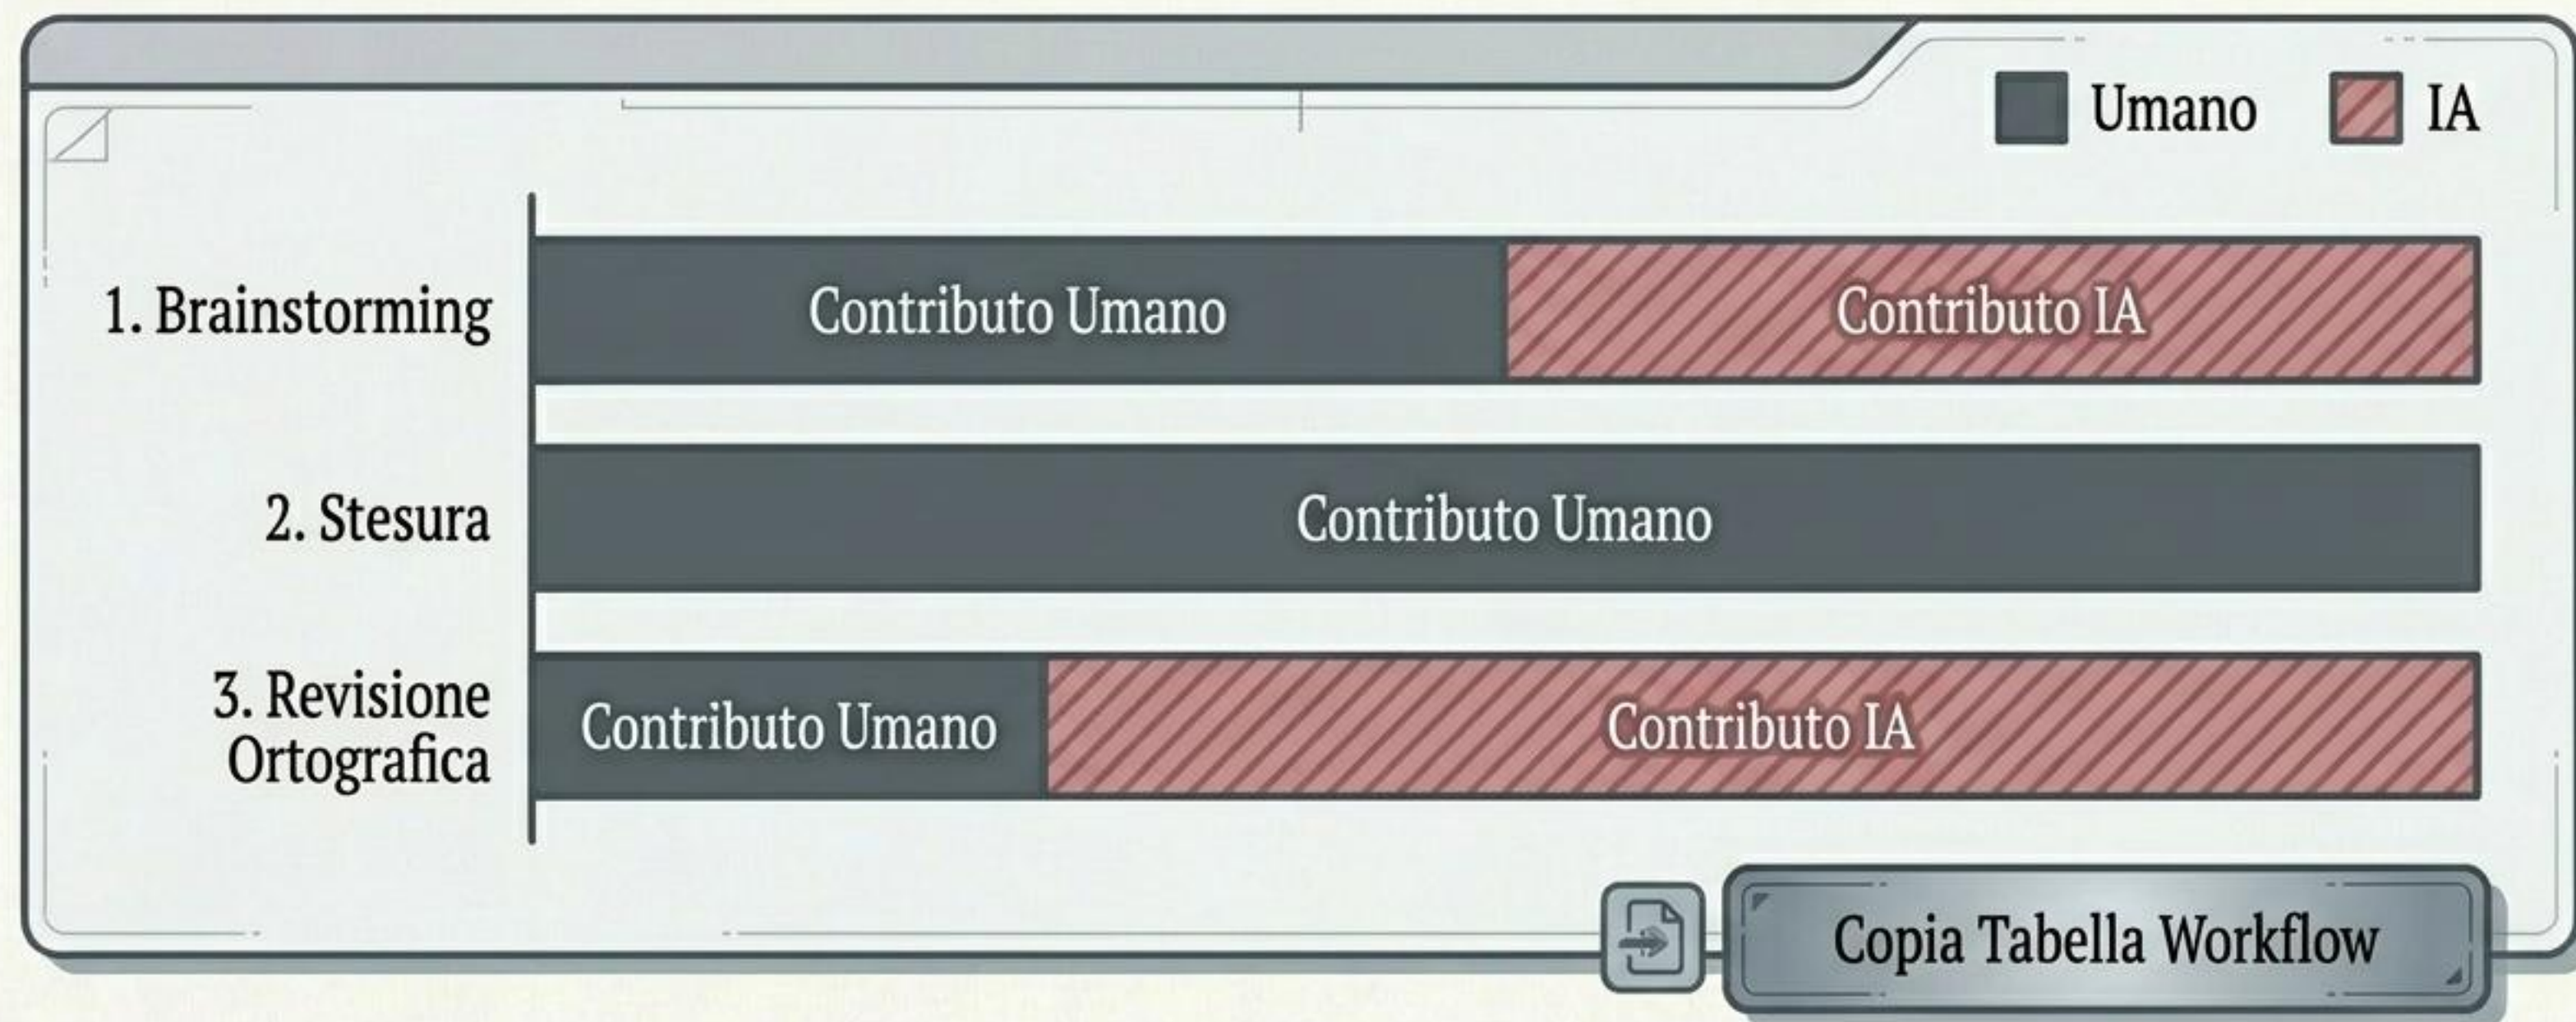 Umano
IA
1. Brainstorming
Contributo Umano
Contributo IA
2. Stesura
Contributo Umano
3. Revisione
Ortografica
Contributo Umano
Contributo IA
Copia Tabella Workflow